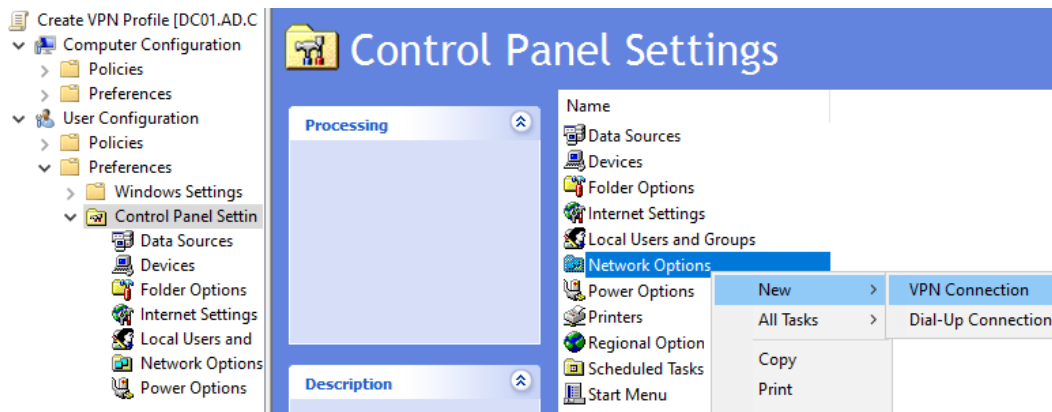 Create VPN Profile [DC01.AD.C
Computer Configuration
Policies
Preferences
User Configuration
Policies
Preferences
Windows Settings
Control Panel Settin
Data Sources
Devices
Folder Options
Internet Settings
Local Users and
Network Options
Power Options
Control Panel Settings
Processing
Description
Name
Data Sources
Devices
Folder Options
Internet Settings
Local Users and Groups
Network Options
Power Options
Printers
Regional Option
Scheduled Tasks
Start Menu
New
All Tasks
Copy
Print
VPN Connection
Dial-Up Connection